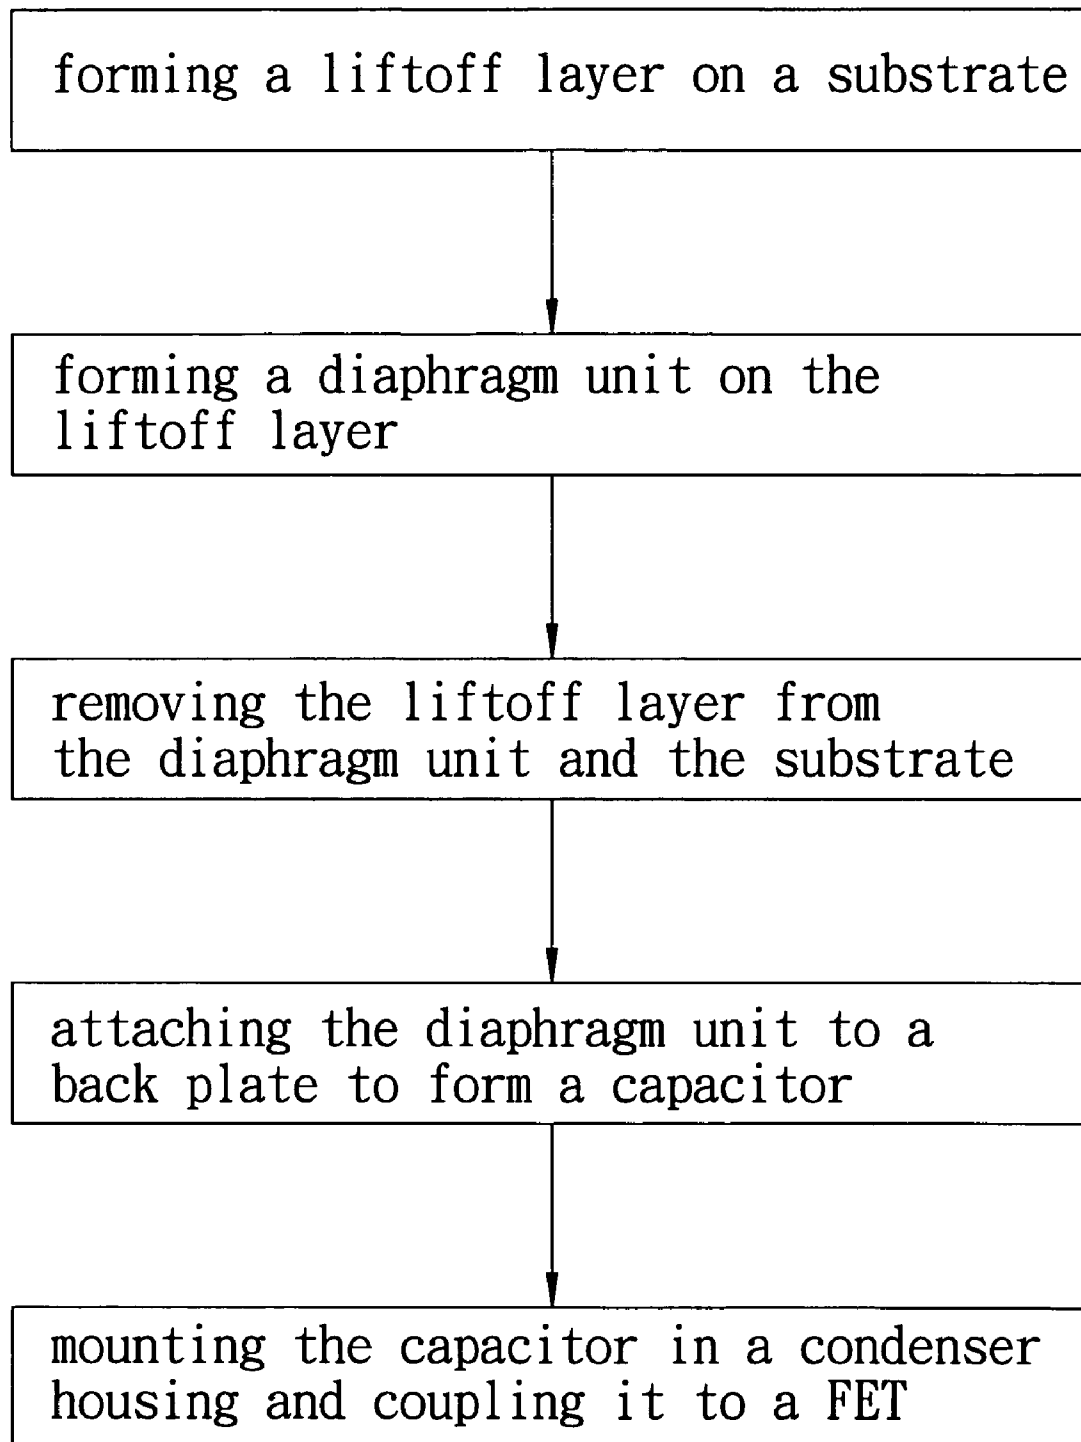 forming a liftoff layer on a substrate
forming a diaphragm unit on the
liftoff layer
removing the liftoff layer from
the diaphragm unit and the substrate
attaching the diaphragm unit to a
back plate to form a capacitor
mounting the capacitor in a condenser
housing and coupling it to a FET